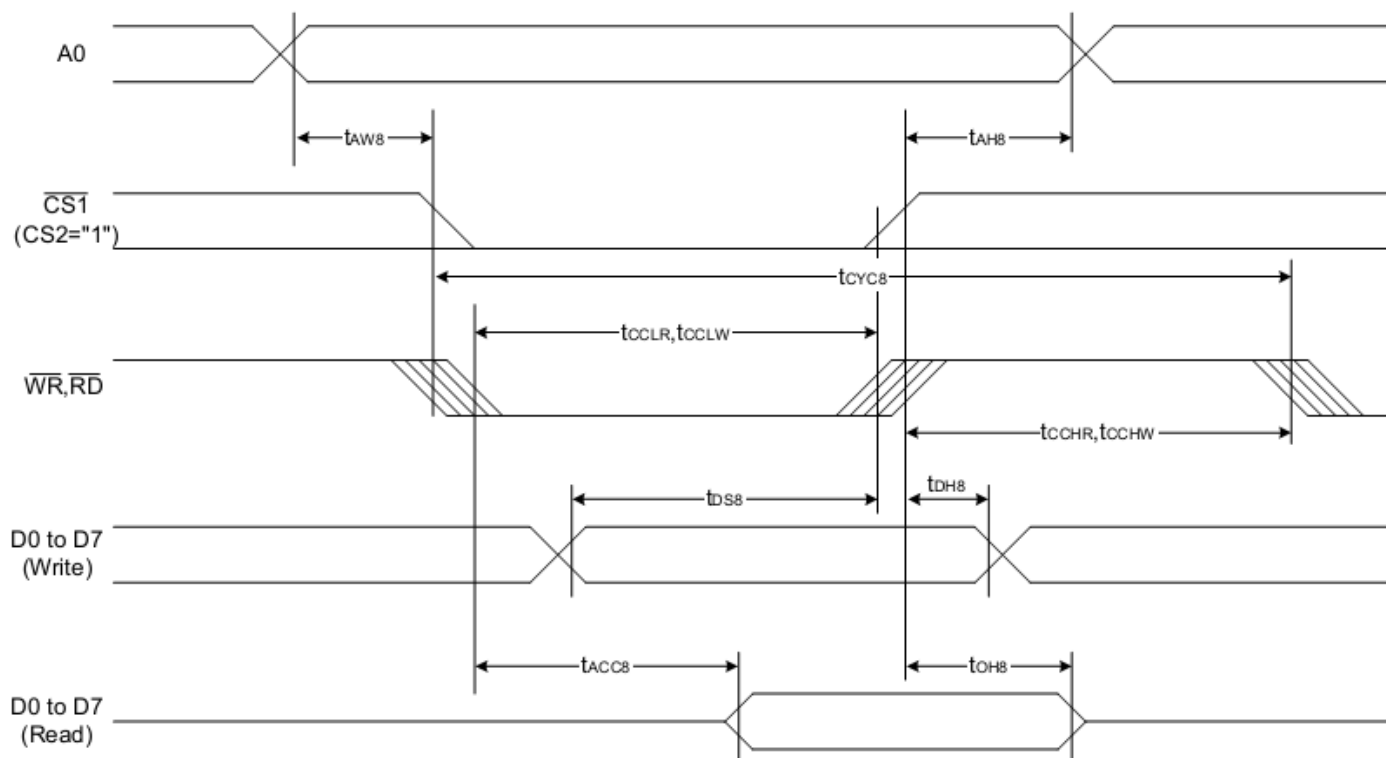 A0
tAW8
tAH8
CS1
(CS2="1")
tCYC8
tCCLR,tCCLW
WR,RD
tCCHR,tCCHW
tDS8
tDH8
D0 to D7
(Write)
tACC8
tOH8
D0 to D7
(Read)